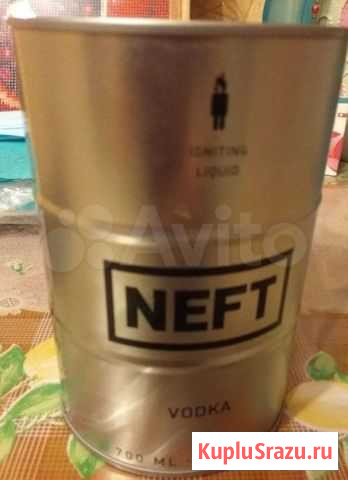 IGNITING
LIQUID
Avito
NEFT
VODKA
700 ML
KupluSrazu.ru